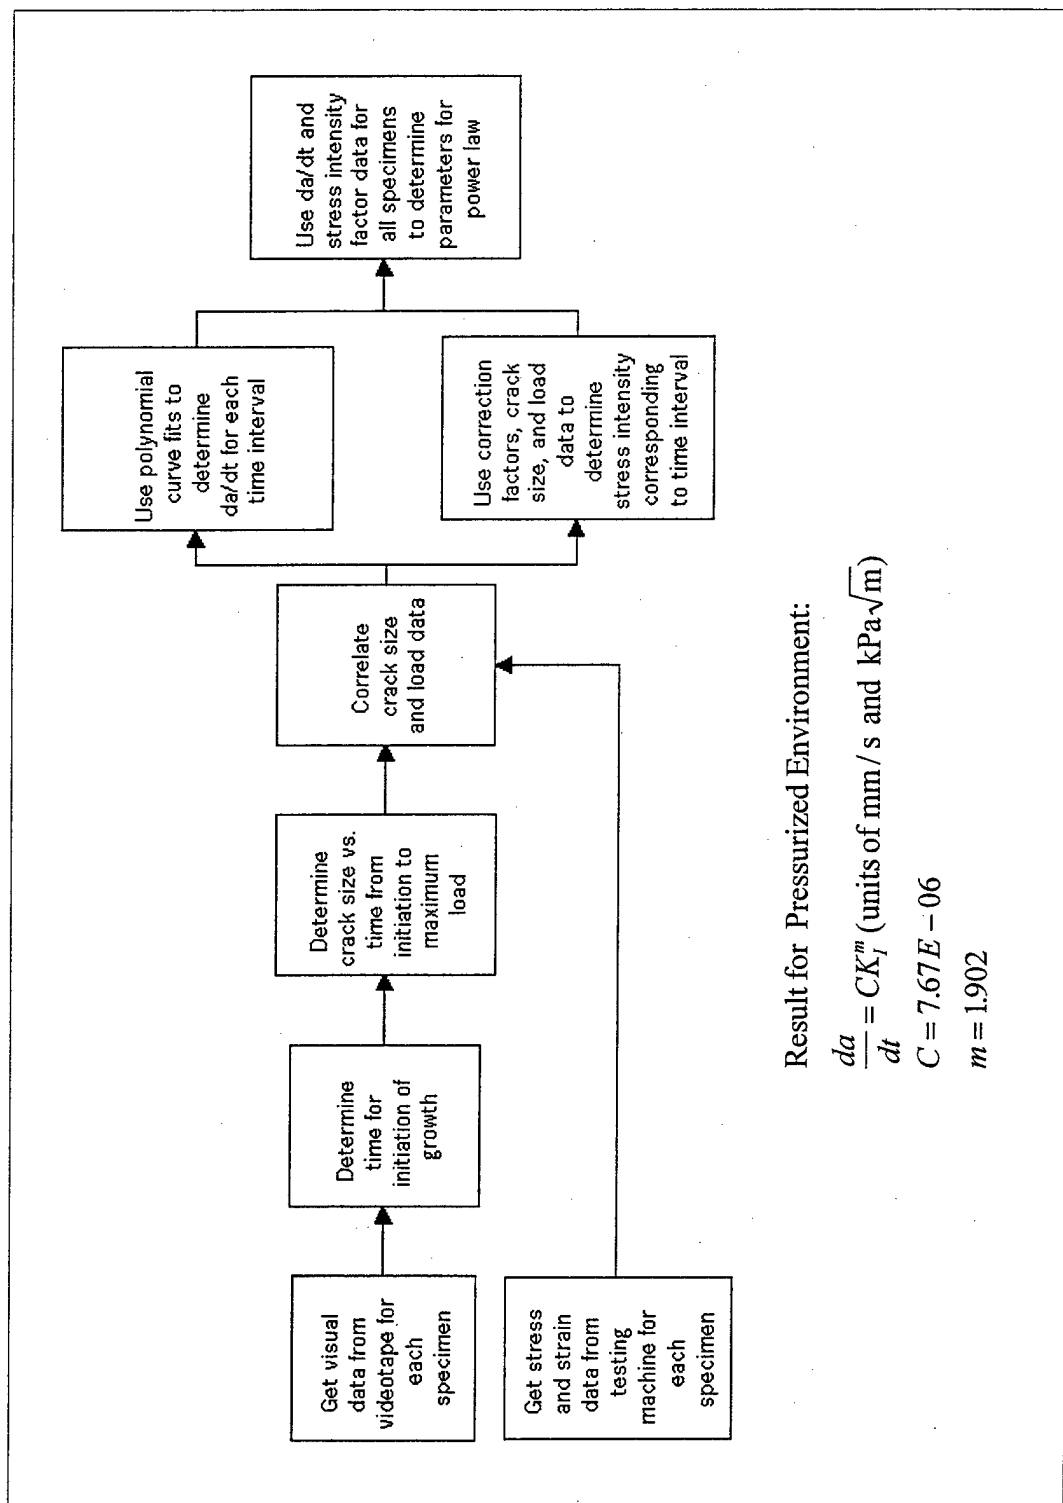 Get visual
data from
videotape for
each
specimen
Get stress
and strain
data from
testing
machine for
each
specimen
Determine
time for
initiation of
growth
Determine
crack size vs.
time from
initiation to
maximum
load
Correlate
crack size
and load data
Use polynomial
curve fits to
determine
da/dt for each
time interval
Use correction
factors, crack
size, and load
data to
determine
stress intensity
corresponding
to time interval
Use da/dt and
stress intensity
factor data for
all specimens
to determine
parameters for
power law
Result for Pressurized Environment:
da/dt = CK_I^m (units of mm/s and kPa√m)
C = 7.67E – 06
m = 1.902